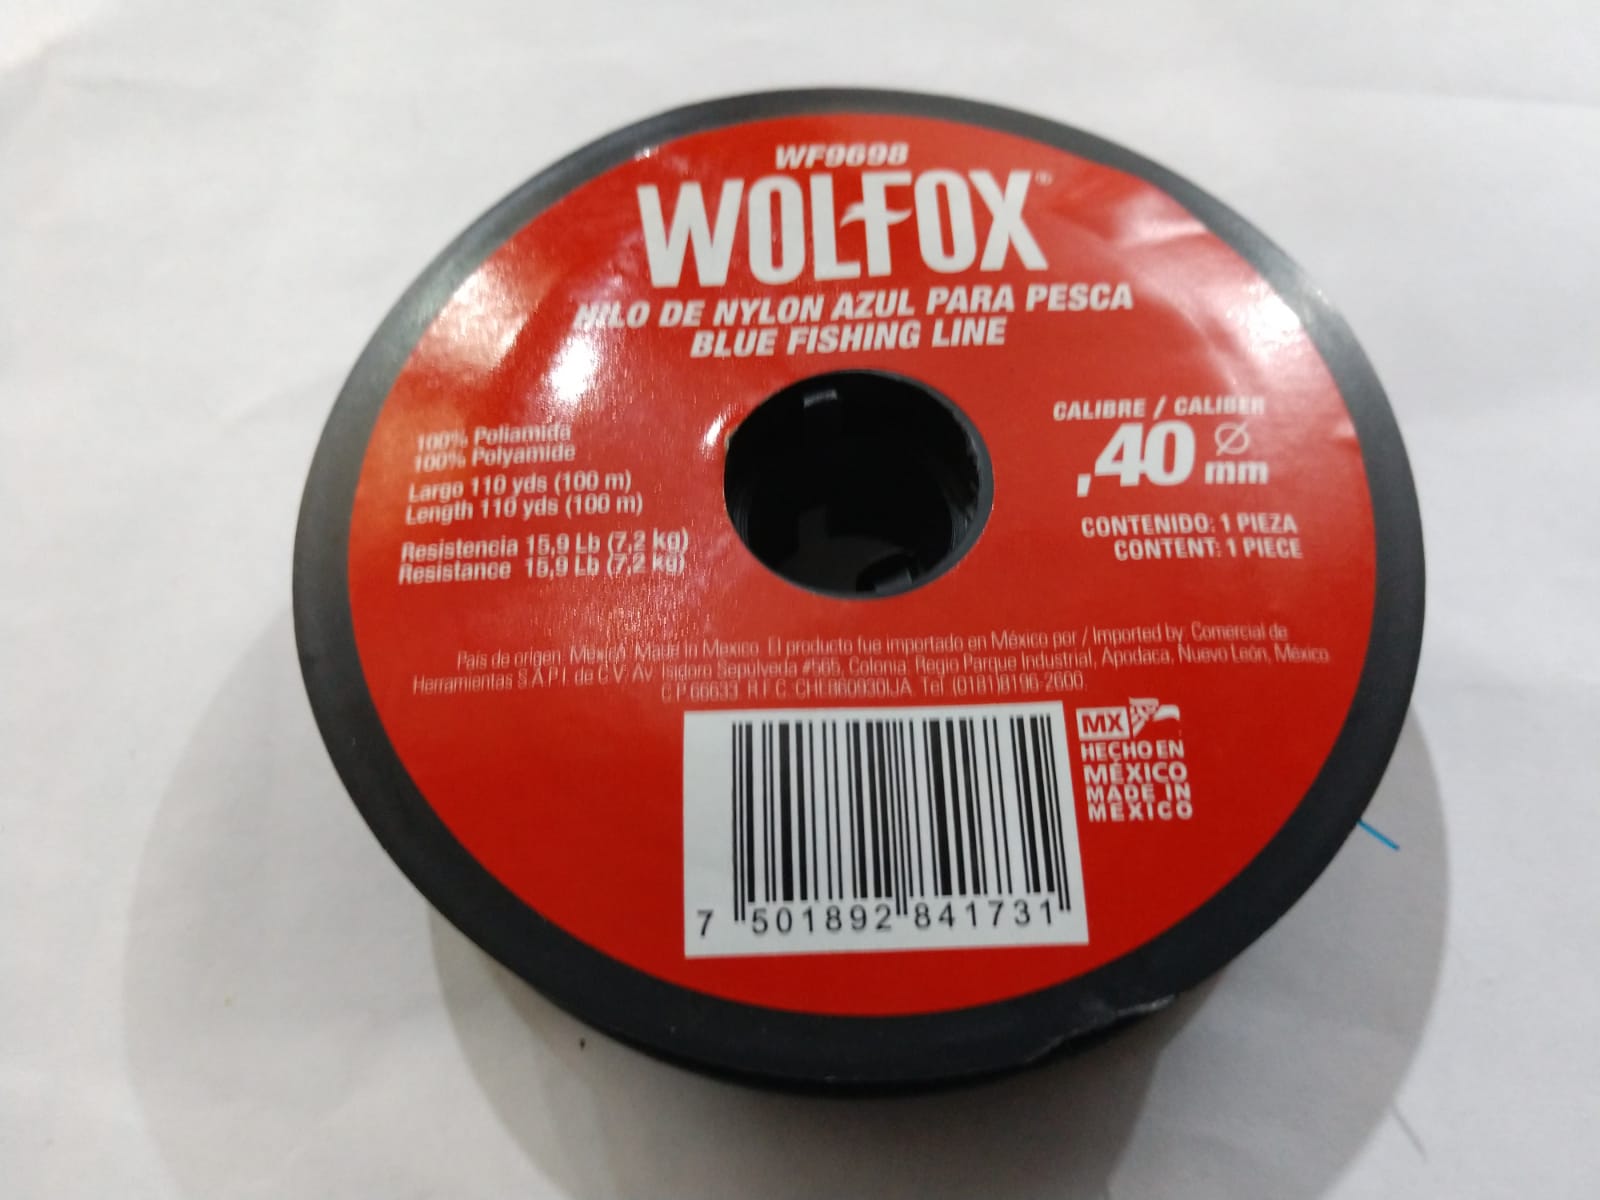 WF9698
WOLFOX®
HILO DE NYLON AZUL PARA PESCA
BLUE FISHING LINE
100% Poliamida
100% Polyamide
Largo 110 yds (100 m)
Length 110 yds (100 m)
Resistencia 15,9 Lb (7,2 kg)
Resistance 15,9 Lb (7,2 kg)
CALIBRE / CALIBER
,40 Ø mm
CONTENIDO: 1 PIEZA
CONTENT: 1 PIECE
País de origen: México. Made In Mexico. El producto fue importado en México por / Imported by: Comercial de
Herramientas S.A.P.I. de C.V. Av. Isidoro Sepúlveda #565, Colonia. Regio Parque Industrial, Apodaca, Nuevo León, México.
C.P 66633. R.F.C. Tel. (0181)8196-2600.
MX
HECHO EN
MÉXICO
MADE IN
MEXICO
7 501892 841731